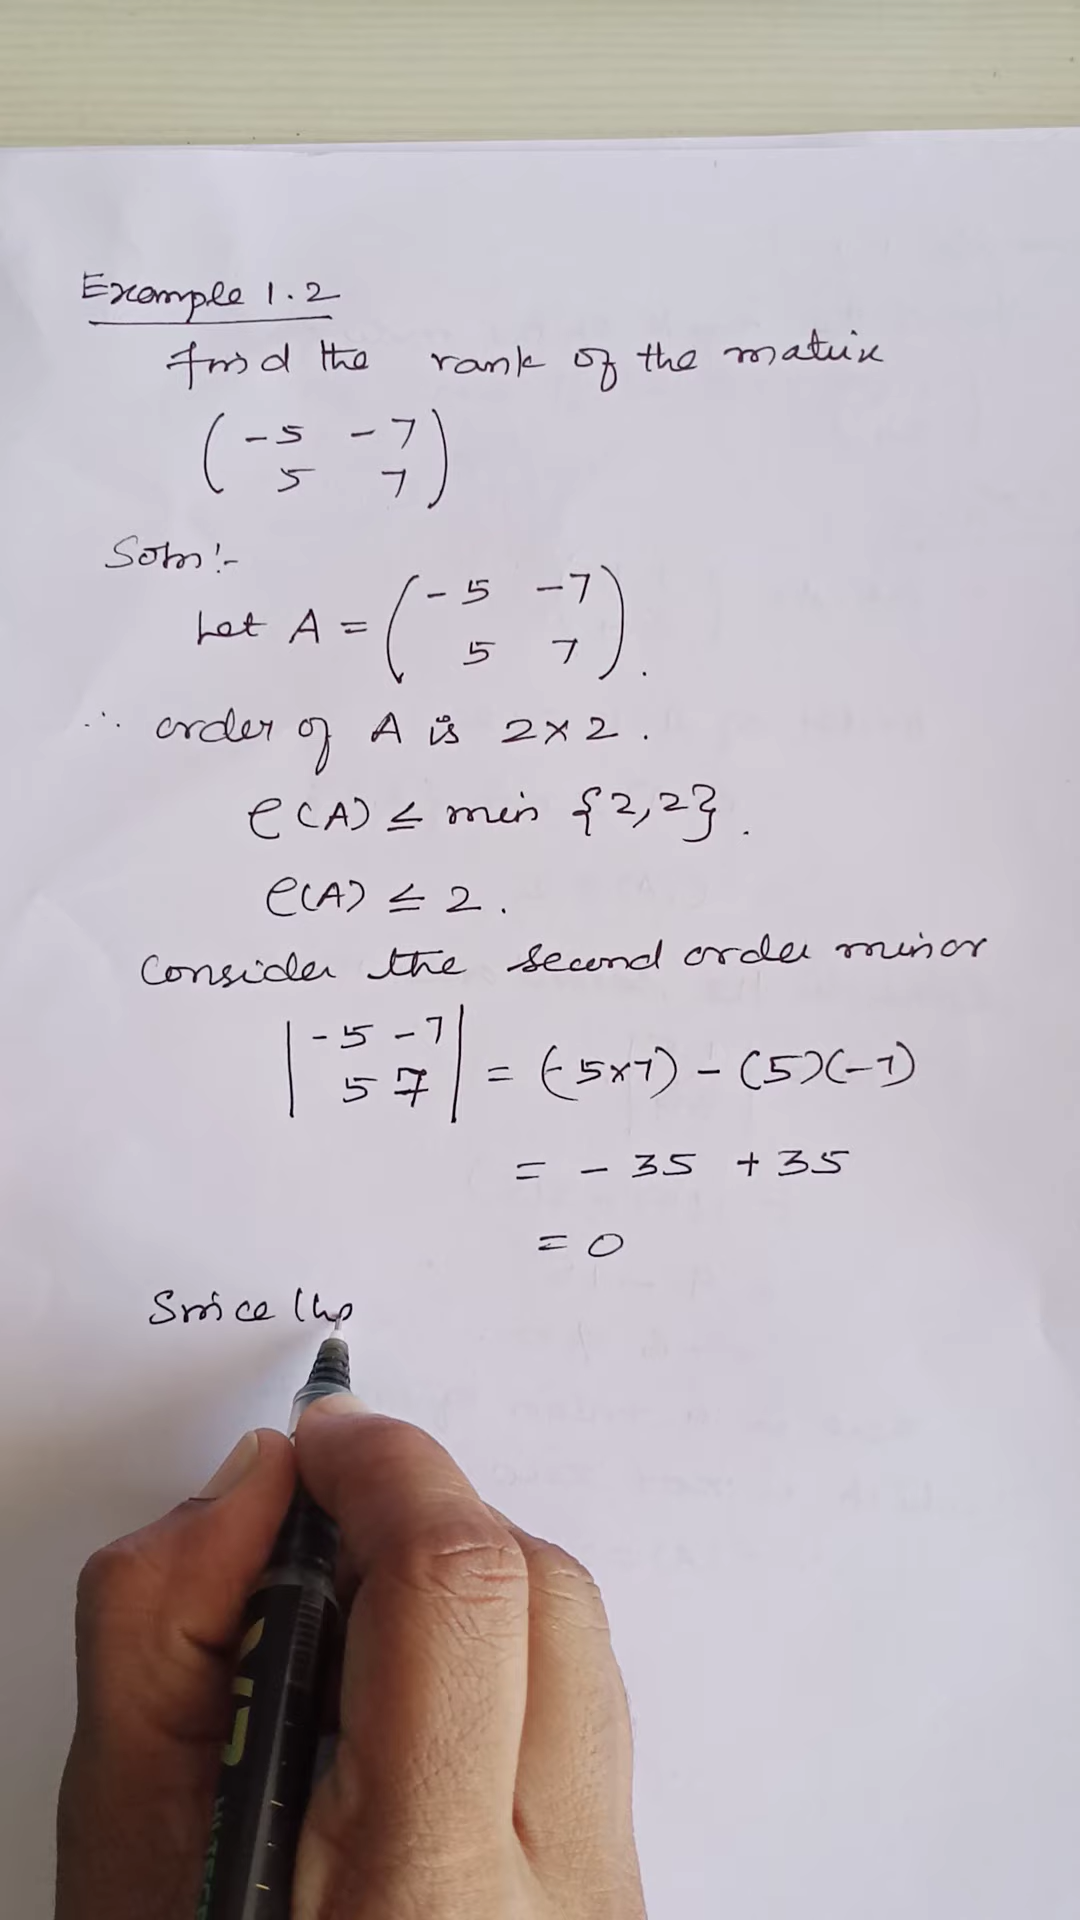 Example 1.2
find the rank of the matrix
( -5 -7
5 7 )
Soln:-
Let A = ( -5 -7
5 7 ).
∴ order of A is 2×2.
ρ(A) ≤ min {2,2}.
ρ(A) ≤ 2.
Consider the second order minor
| -5 -7
5 7 | = (-5×7) - (5)(-7)
= - 35 + 35
= 0
Since the